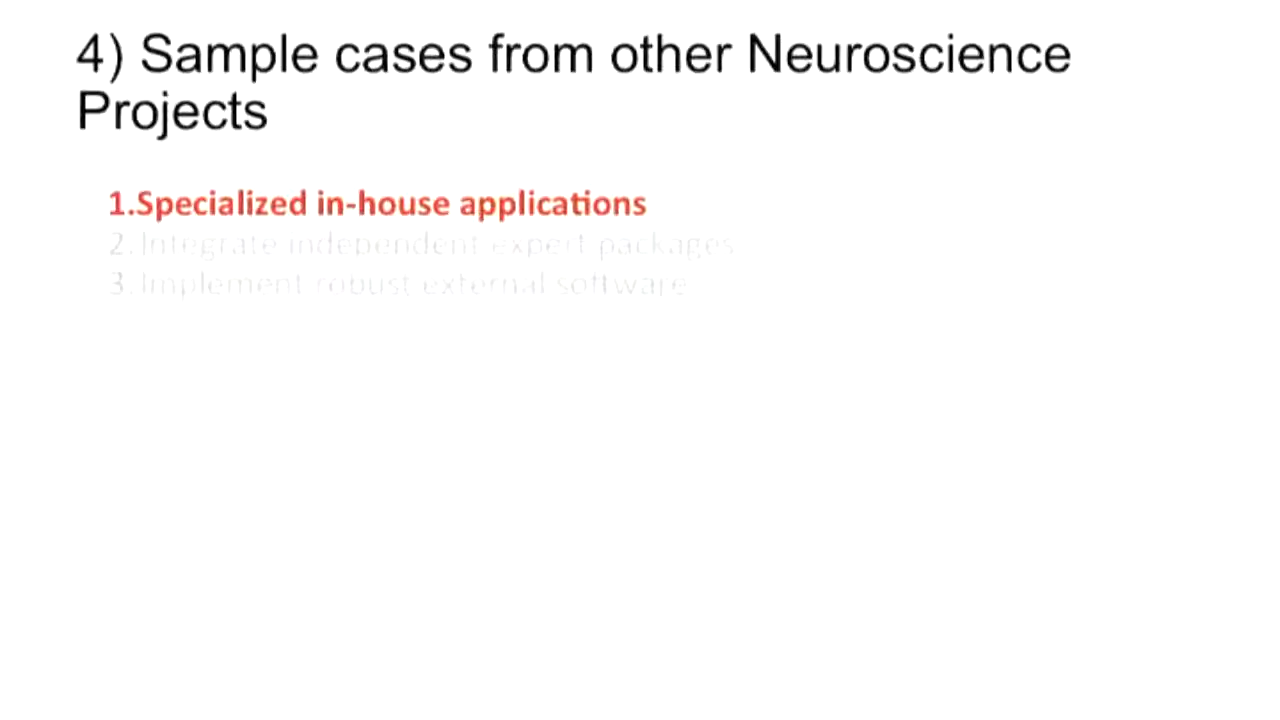 4) Sample cases from other Neuroscience
Projects
1.Specialized in-house applications
2.Integrate independent expert packages
3.Implement robust external software